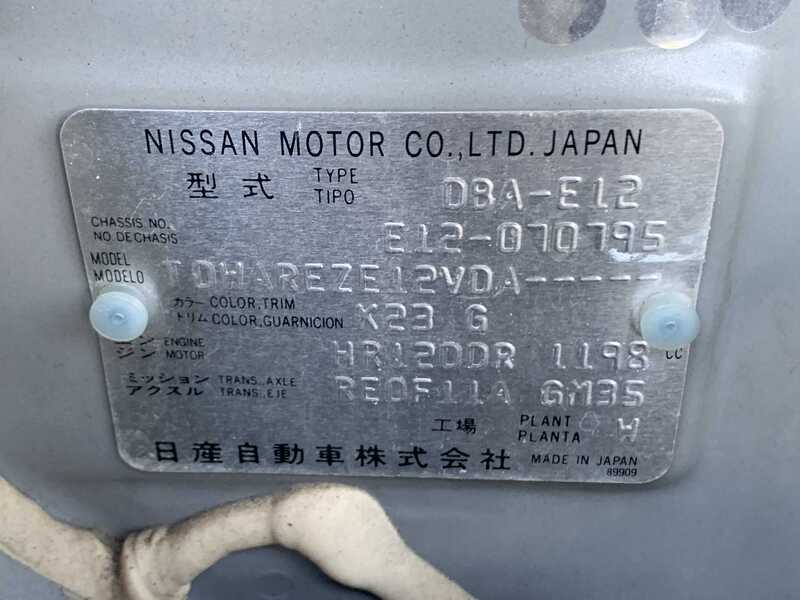 NISSAN MOTOR CO.,LTD. JAPAN
型式 TYPE TIPO DBA-E12
CHASSIS NO. NO. DE CHASIS E12-070795
MODEL MODELO
カラー COLOR,TRIM トリム COLOR, GUARNICION K23 G
ENGINE MOTOR HR12DDR 1198 CC
ミッション TRANS.,AXLE アクスル TRANS.,EJE RE0F11A GM35
工場 PLANT PLANTA W
日産自動車株式会社 MADE IN JAPAN
89909